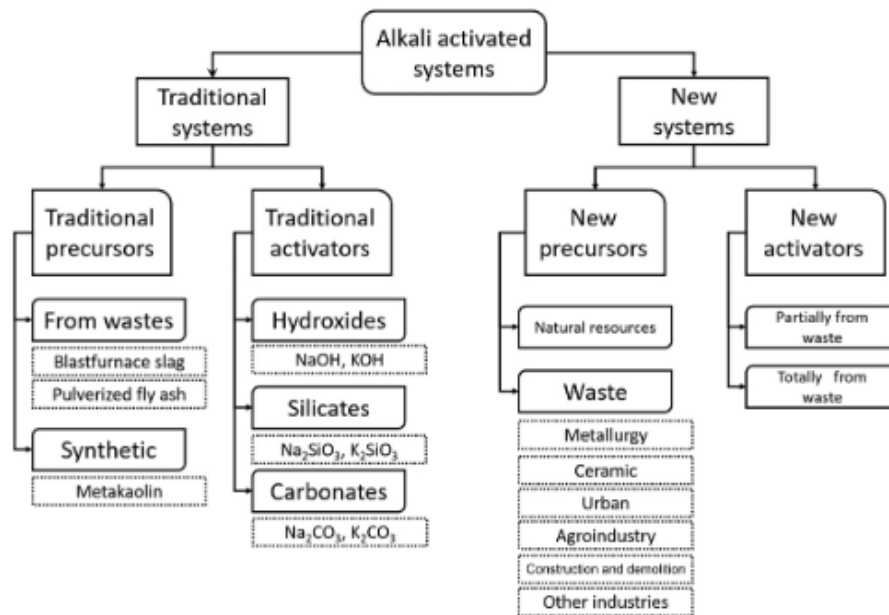 Alkali activated
systems
Traditional
systems
New
systems
Traditional
precursors
Traditional
activators
New
precursors
New
activators
From wastes
Blastfurnace slag
Pulverized fly ash
Synthetic
Metakaolin
Hydroxides
NaOH, KOH
Silicates
Na₂SiO₃, K₂SiO₃
Carbonates
Na₂CO₃, K₂CO₃
Natural resources
Waste
Metallurgy
Ceramic
Urban
Agroindustry
Construction and demolition
Other industries
Partially from
waste
Totally from
waste